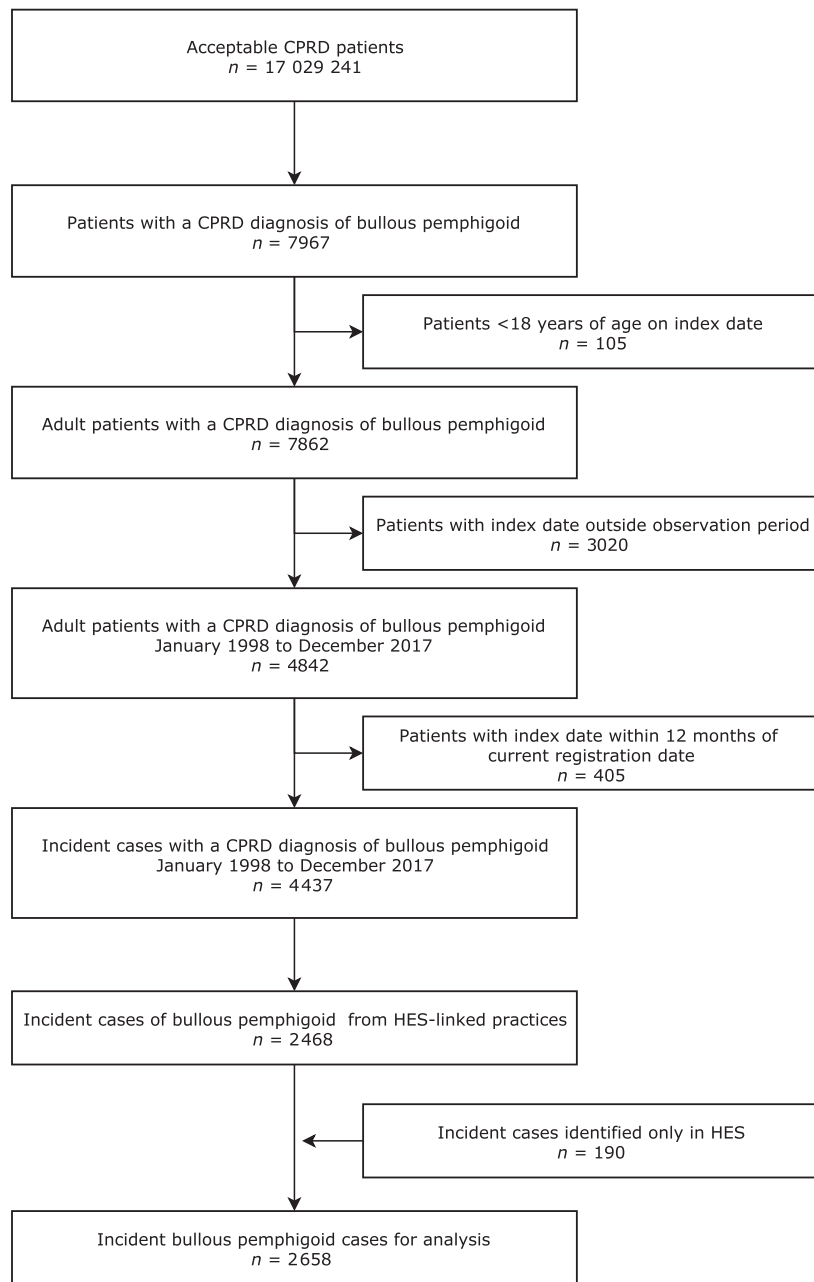 Acceptable CPRD patients
n = 17 029 241
Patients with a CPRD diagnosis of bullous pemphigoid
n = 7967
Patients <18 years of age on index date
n = 105
Adult patients with a CPRD diagnosis of bullous pemphigoid
n = 7862
Patients with index date outside observation period
n = 3020
Adult patients with a CPRD diagnosis of bullous pemphigoid
January 1998 to December 2017
n = 4842
Patients with index date within 12 months of
current registration date
n = 405
Incident cases with a CPRD diagnosis of bullous pemphigoid
January 1998 to December 2017
n = 4437
Incident cases of bullous pemphigoid from HES-linked practices
n = 2468
Incident cases identified only in HES
n = 190
Incident bullous pemphigoid cases for analysis
n = 2658